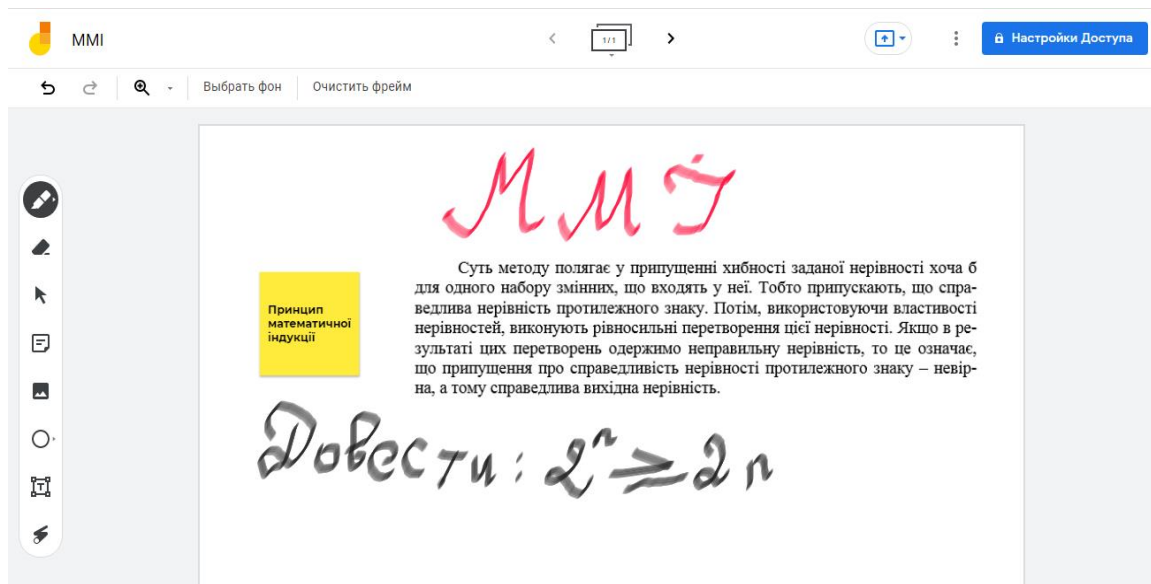 MMI
1/1
Настройки Доступа
Выбрать фон
Очистить фрейм
ММІ
Принцип
математичної
індукції
Суть методу полягає у припущенні хибності заданої нерівності хоча б
для одного набору змінних, що входять у неї. Тобто припускають, що спра-
ведлива нерівність протилежного знаку. Потім, використовуючи властивості
нерівностей, виконують рівносильні перетворення цієї нерівності. Якщо в ре-
зультаті цих перетворень одержимо неправильну нерівність, то це означає,
що припущення про справедливість нерівності протилежного знаку – невір-
на, а тому справедлива вихідна нерівність.
Довести: 2ⁿ ≥ 2n